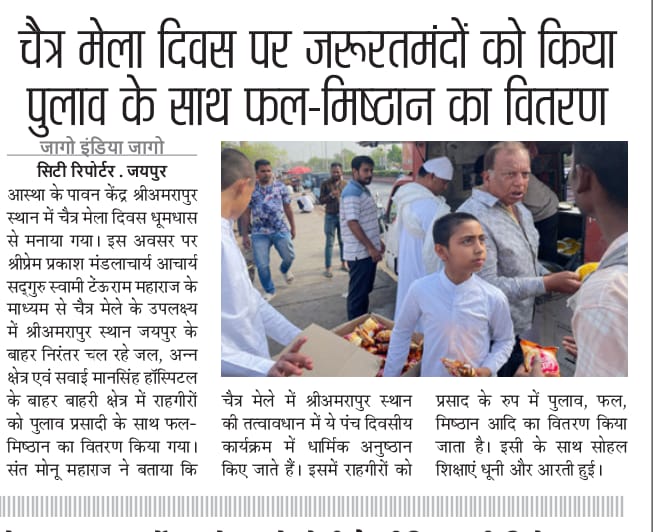 चैत्र मेला दिवस पर जरूरतमंदों को किया
पुलाव के साथ फल-मिष्ठान का वितरण
जागो इंडिया जागो
सिटी रिपोर्टर . जयपुर
आस्था के पावन केंद्र श्रीअमरापुर
स्थान में चैत्र मेला दिवस धूमधास
से मनाया गया। इस अवसर पर
श्रीप्रेम प्रकाश मंडलाचार्य आचार्य
सद्गुरु स्वामी टेंऊराम महाराज के
माध्यम से चैत्र मेले के उपलक्ष्य
में श्रीअमरापुर स्थान जयपुर के
बाहर निरंतर चल रहे जल, अन्न
क्षेत्र एवं सवाई मानसिंह हॉस्पिटल
के बाहर बाहरी क्षेत्र में राहगीरों
को पुलाव प्रसादी के साथ फल-
मिष्ठान का वितरण किया गया।
संत मोनू महाराज ने बताया कि
चैत्र मेले में श्रीअमरापुर स्थान
की तत्वावधान में ये पंच दिवसीय
कार्यक्रम में धार्मिक अनुष्ठान
किए जाते हैं। इसमें राहगीरों को
प्रसाद के रुप में पुलाव, फल,
मिष्ठान आदि का वितरण किया
जाता है। इसी के साथ सोहल
शिक्षाएं धूनी और आरती हुई।